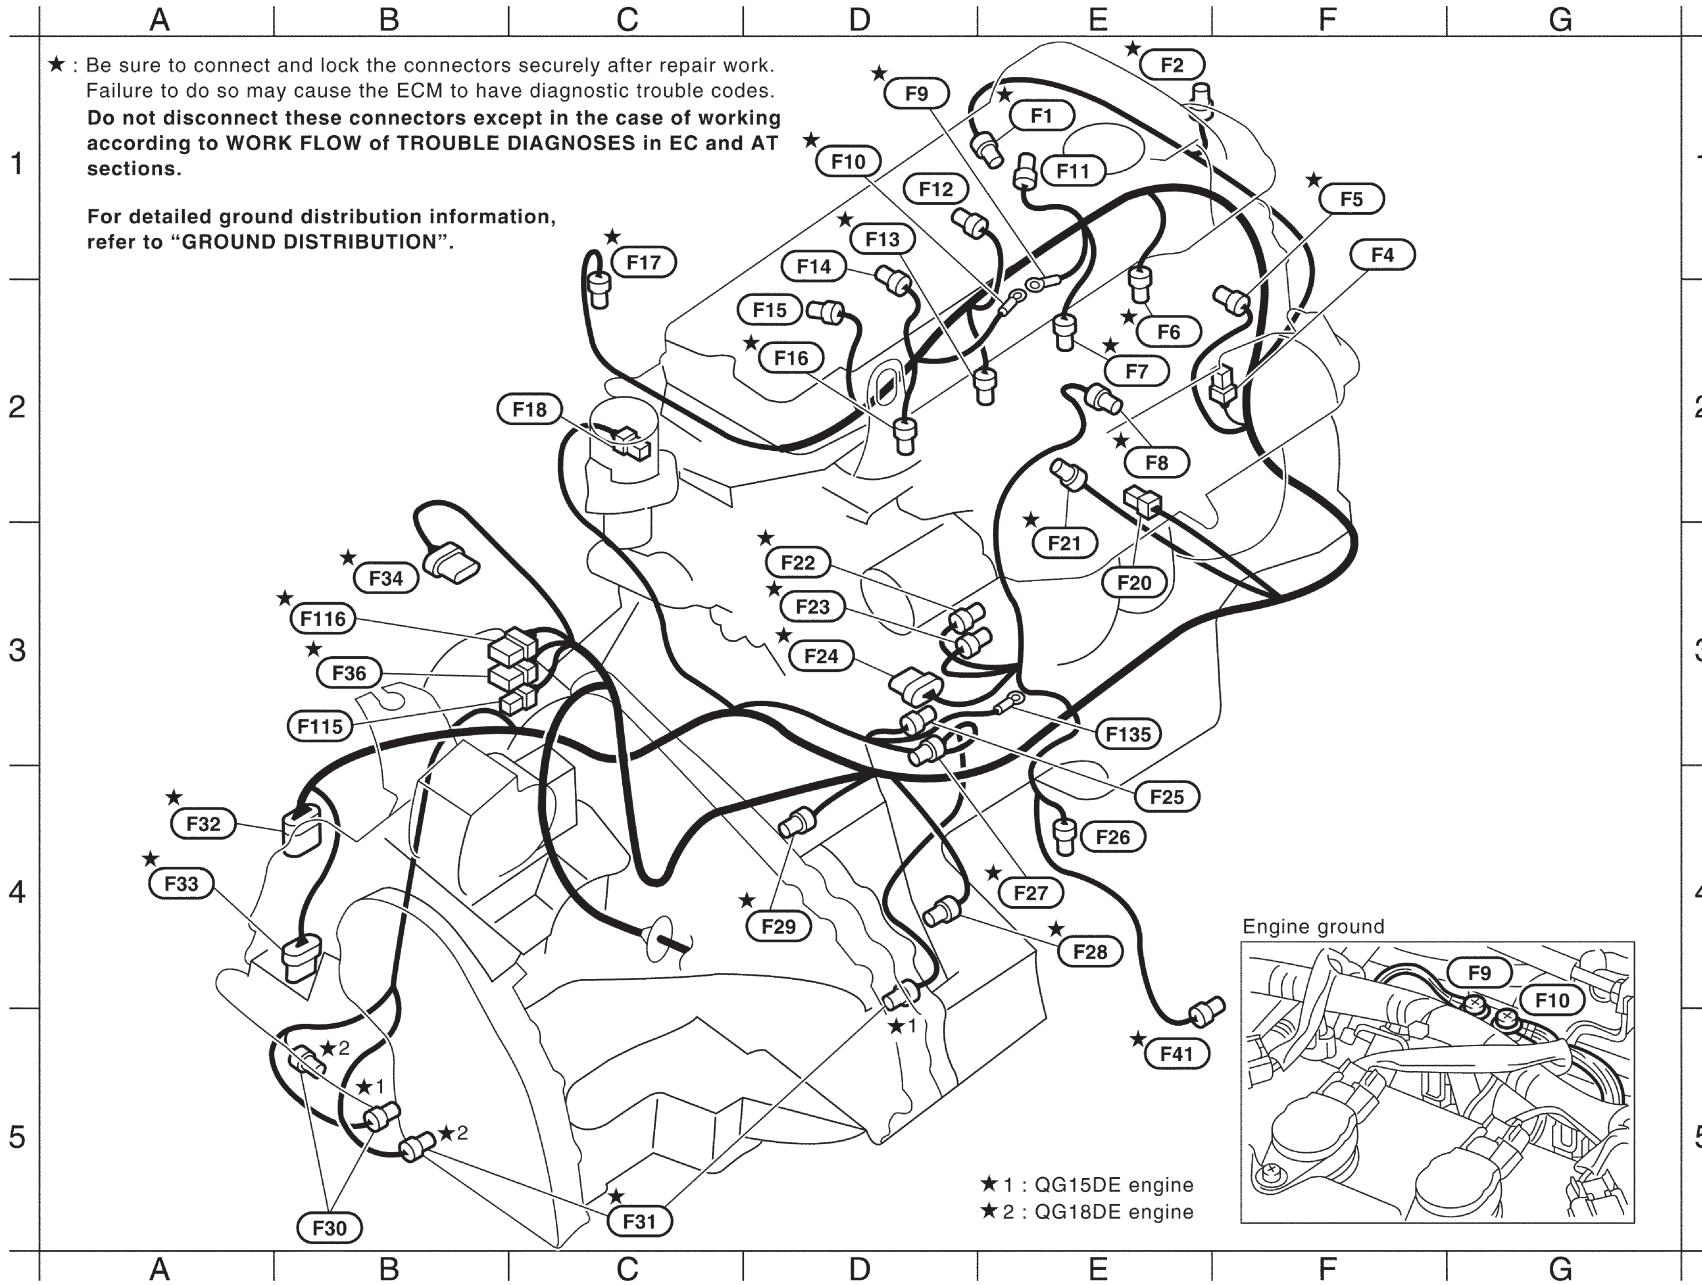 A B C D E F G
★ : Be sure to connect and lock the connectors securely after repair work.
Failure to do so may cause the ECM to have diagnostic trouble codes.
Do not disconnect these connectors except in the case of working
according to WORK FLOW of TROUBLE DIAGNOSES in EC and AT
sections.
For detailed ground distribution information,
refer to “GROUND DISTRIBUTION”.
★ F2
★ F9
★ F1
1
★ F10
F11
F12
★ F5
★ F13
F4
★ F17
F14
F15
★ F6
★ F16
★ F7
2
2
F18
★ F8
★ F21
★ F22
★ F34
F20
★ F23
★ F116
3
★ F24
★ F36
F115
F135
F25
★ F32
F26
★ F33
4
★ F27
★ F29
Engine ground
★ F28
F9
F10
★1
★2
★ F41
★1
5
★2
★1 : QG15DE engine
★2 : QG18DE engine
★ F31
F30
A B C D E F G